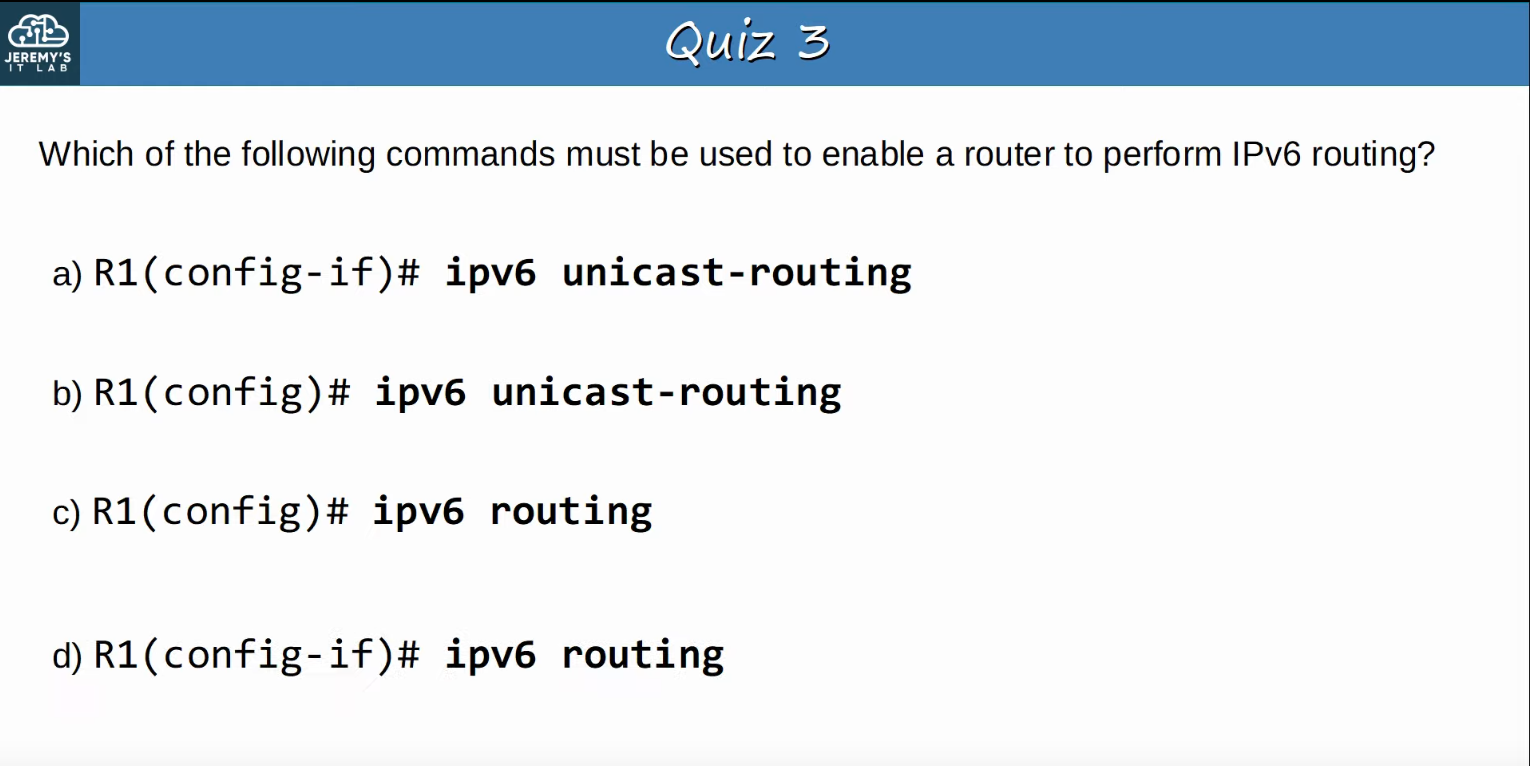 JEREMY'S
IT LAB
Quiz 3
Which of the following commands must be used to enable a router to perform IPv6 routing?
a) R1(config-if)# ipv6 unicast-routing
b) R1(config)# ipv6 unicast-routing
c) R1(config)# ipv6 routing
d) R1(config-if)# ipv6 routing